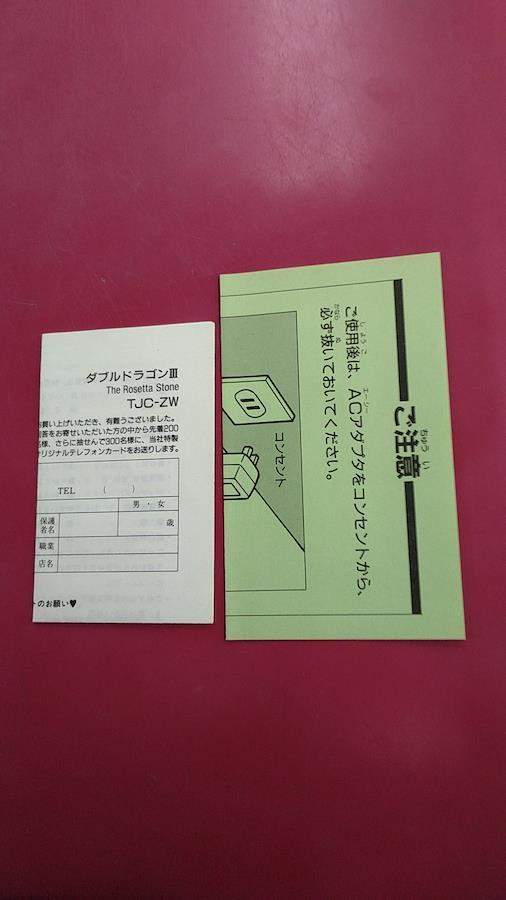 ダブルドラゴンⅢ
The Rosetta Stone
TJC-ZW
買い上げいただき、有難うございました。
答をお寄せいただいた方の中から先着200
名様、さらに抽せんで300名様に、当社特製
リジナルテレフォンカードをお送りします。
TEL ( )
男・女
保護者名 歳
職業
店名
のお願い♥
ご注意
ご使用後は、ACアダプタをコンセントから、
必ず抜いておいてください。
コンセント